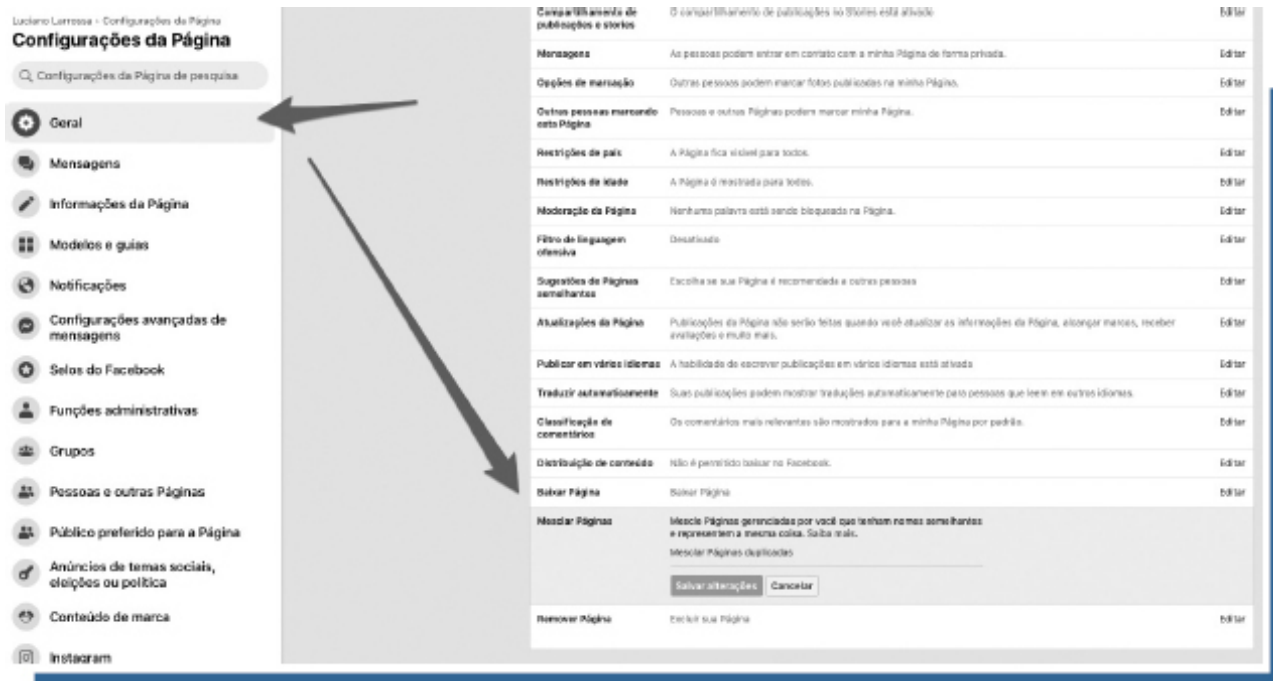 Luciano Larrossa › Configurações da Página
Configurações da Página
Configurações da Página de pesquisa
Geral
Mensagens
Informações da Página
Modelos e guias
Notificações
Configurações avançadas de
mensagens
Selos do Facebook
Funções administrativas
Grupos
Pessoas e outras Páginas
Público preferido para a Página
Anúncios de temas sociais,
eleições ou política
Conteúdo de marca
Instagram
Compartilhamento de
publicações e stories
O compartilhamento de publicações no Stories está ativado
Editar
Mensagens
As pessoas podem entrar em contato com a minha Página de forma privada.
Editar
Opções de marcação
Outras pessoas podem marcar fotos publicadas na minha Página.
Editar
Outras pessoas marcando
esta Página
Pessoas e outras Páginas podem marcar minha Página.
Editar
Restrições de país
A Página fica visível para todos.
Editar
Restrições de idade
A Página é mostrada para todos.
Editar
Moderação da Página
Nenhuma palavra está sendo bloqueada na Página.
Editar
Filtro de linguagem
ofensiva
Desativado
Editar
Sugestões de Páginas
semelhantes
Escolha se sua Página é recomendada a outras pessoas
Editar
Atualizações da Página
Publicações da Página não serão feitas quando você atualizar as informações da Página, alcançar marcos, receber
avaliações e muito mais.
Editar
Publicar em vários idiomas
A habilidade de escrever publicações em vários idiomas está ativada
Editar
Traduzir automaticamente
Suas publicações podem mostrar traduções automaticamente para pessoas que leem em outros idiomas.
Editar
Classificação de
comentários
Os comentários mais relevantes são mostrados para a minha Página por padrão.
Editar
Distribuição de conteúdo
Não é permitido baixar no Facebook.
Editar
Baixar Página
Baixar Página
Editar
Mesclar Páginas
Mescle Páginas gerenciadas por você que tenham nomes semelhantes
e representem a mesma coisa. Saiba mais.
Mesclar Páginas duplicadas
Salvar alterações
Cancelar
Remover Página
Excluir sua Página
Editar